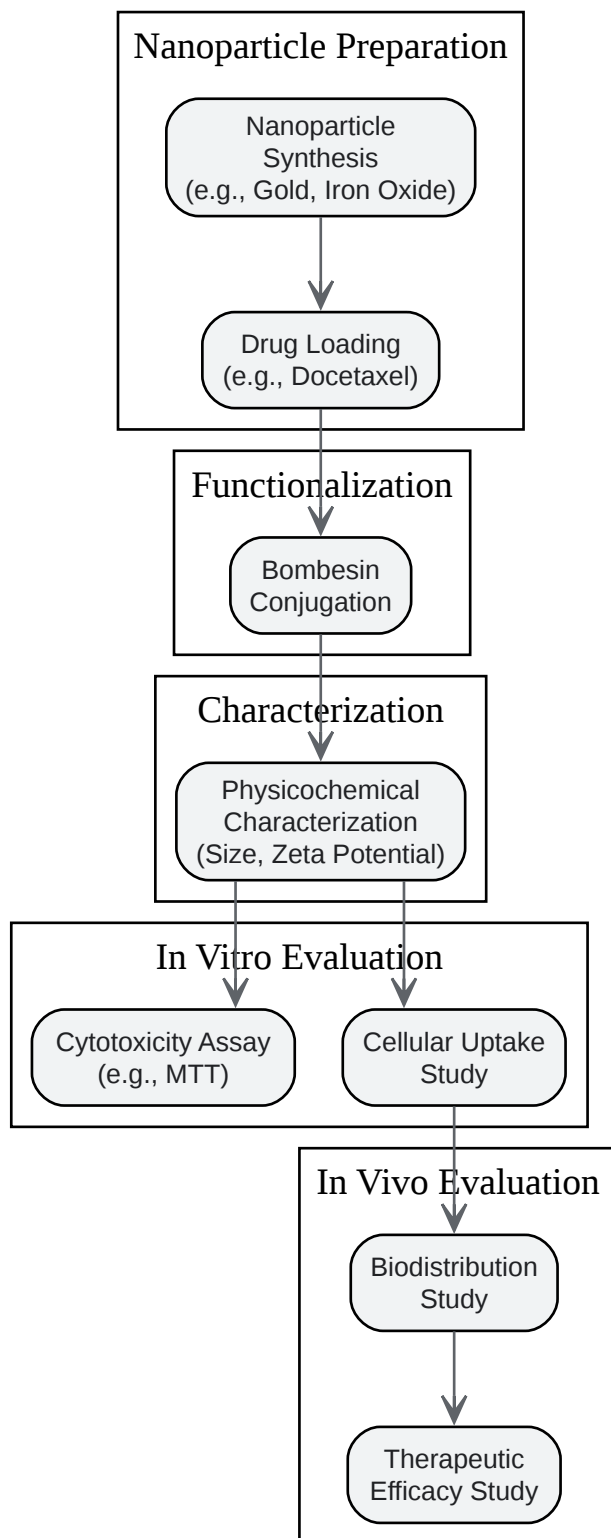 Nanoparticle Preparation
Nanoparticle
Synthesis
(e.g., Gold, Iron Oxide)
Drug Loading
(e.g., Docetaxel)
Functionalization
Bombesin
Conjugation
Characterization
Physicochemical
Characterization
(Size, Zeta Potential)
In Vitro Evaluation
Cytotoxicity Assay
(e.g., MTT)
Cellular Uptake
Study
In Vivo Evaluation
Biodistribution
Study
Therapeutic
Efficacy Study